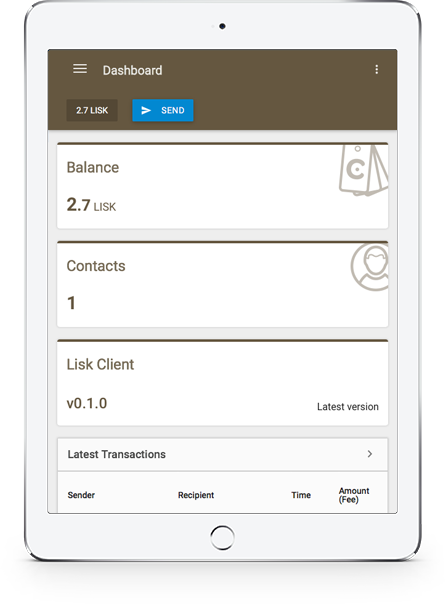 Dashboard
2.7 LISK
SEND
Balance
2.7 LISK
Contacts
1
Lisk Client
v0.1.0
Latest version
Latest Transactions
Sender Recipient Time Amount
(Fee)